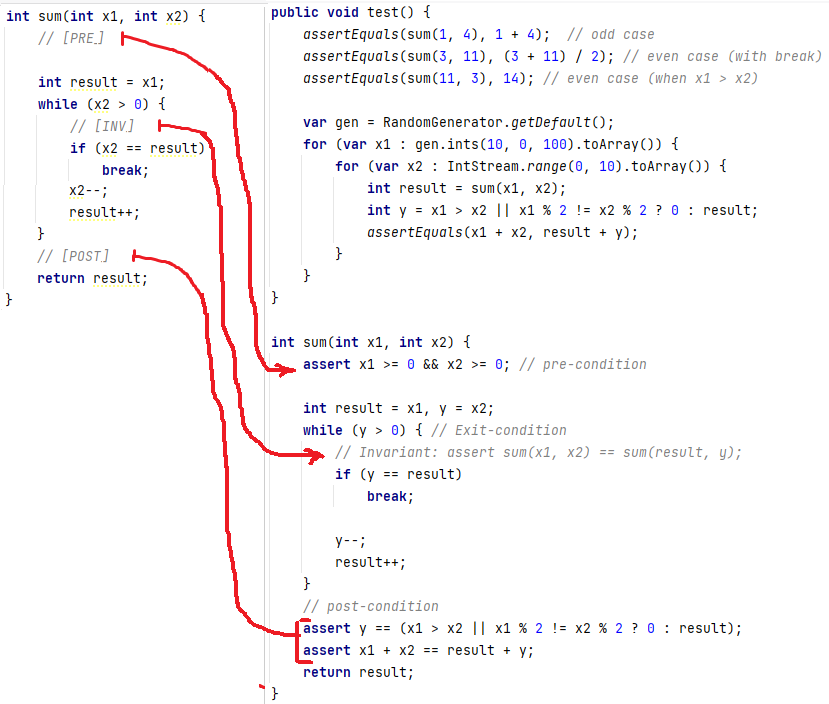 int sum(int x1, int x2) {
// [PRE]
int result = x1;
while (x2 > 0) {
// [INV]
if (x2 == result)
break;
x2--;
result++;
}
// [POST]
return result;
}
public void test() {
assertEquals(sum(1, 4), 1 + 4);  // odd case
assertEquals(sum(3, 11), (3 + 11) / 2); // even case (with break)
assertEquals(sum(11, 3), 14); // even case (when x1 > x2)
var gen = RandomGenerator.getDefault();
for (var x1 : gen.ints(10, 0, 100).toArray()) {
for (var x2 : IntStream.range(0, 10).toArray()) {
int result = sum(x1, x2);
int y = x1 > x2 || x1 % 2 != x2 % 2 ? 0 : result;
assertEquals(x1 + x2, result + y);
}
}
}
int sum(int x1, int x2) {
assert x1 >= 0 && x2 >= 0; // pre-condition
int result = x1, y = x2;
while (y > 0) { // Exit-condition
// Invariant: assert sum(x1, x2) == sum(result, y);
if (y == result)
break;
y--;
result++;
}
// post-condition
assert y == (x1 > x2 || x1 % 2 != x2 % 2 ? 0 : result);
assert x1 + x2 == result + y;
return result;
}